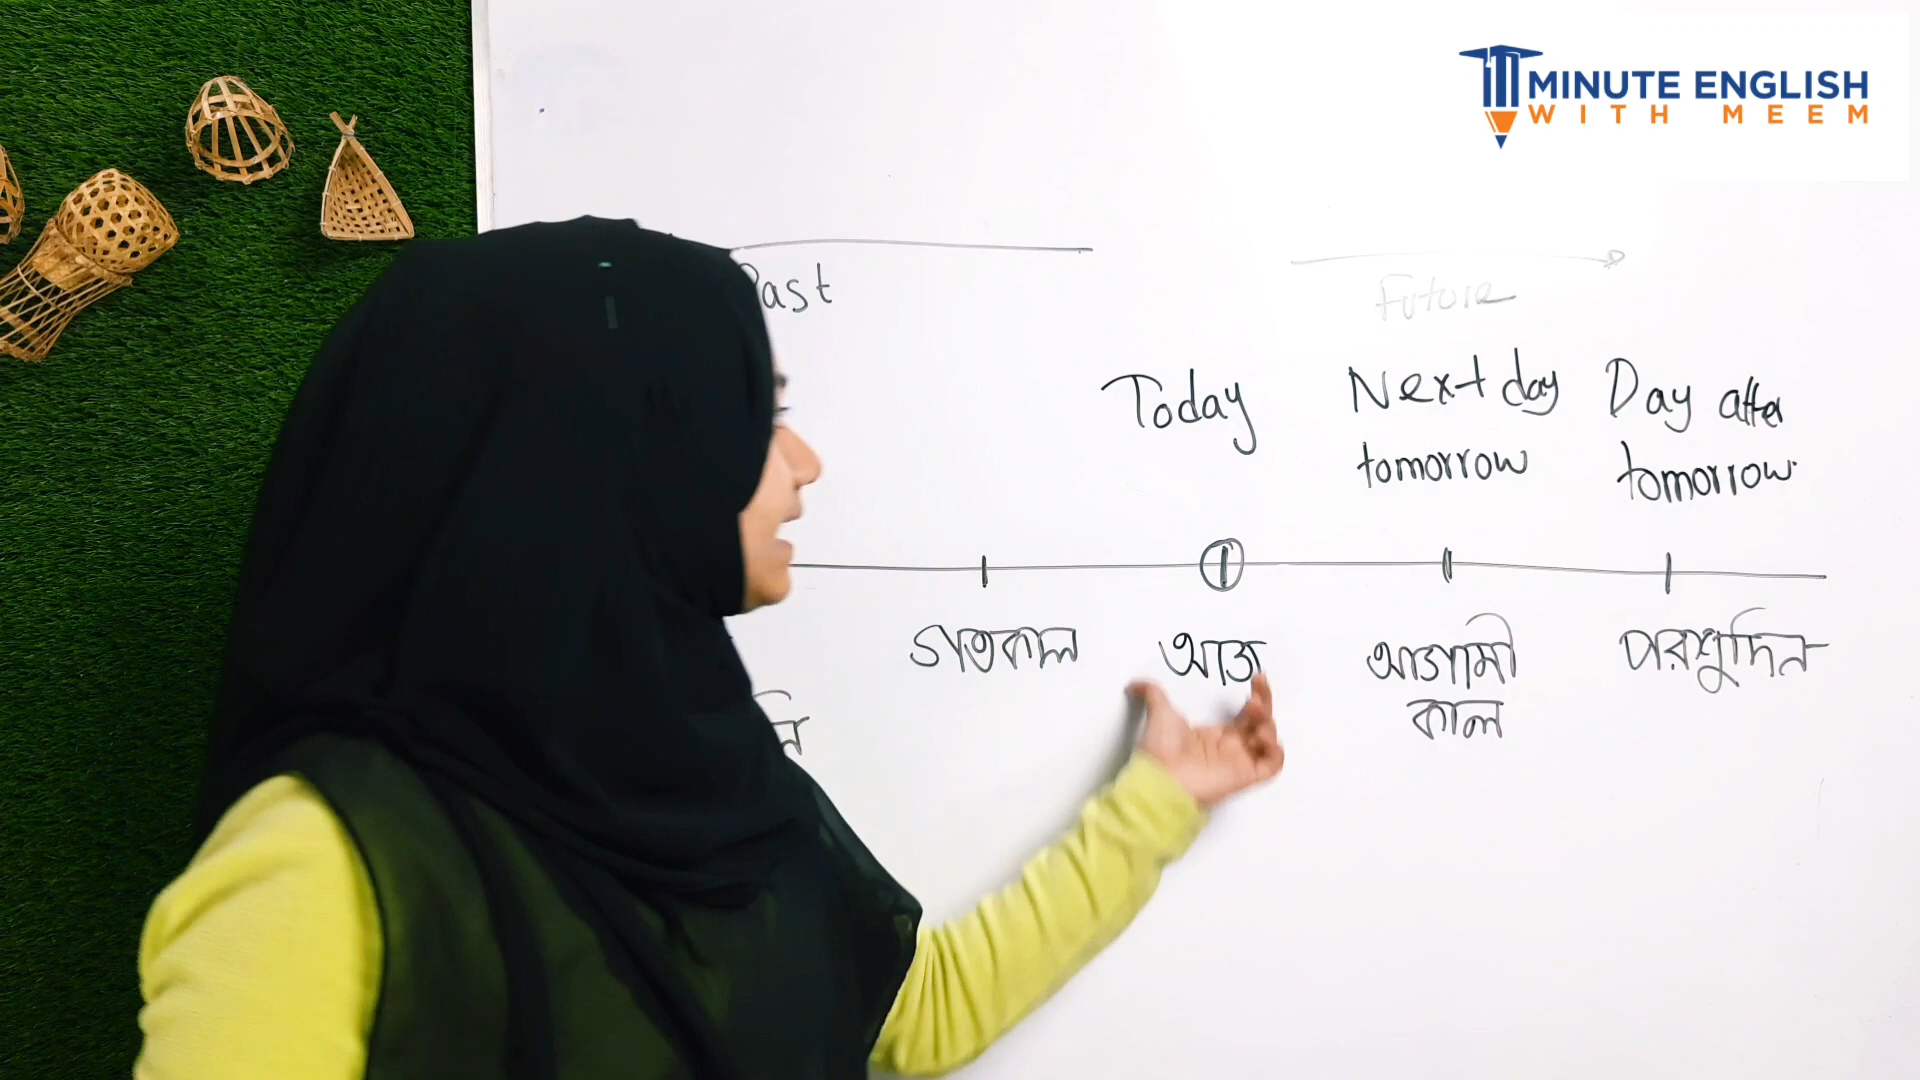 MINUTE ENGLISH
WITH MEEM
Past
Future
Today
Next day
tomorrow
Day after
tomorrow.
গতকাল
আজ
আগামী
কাল
পরশুদিন